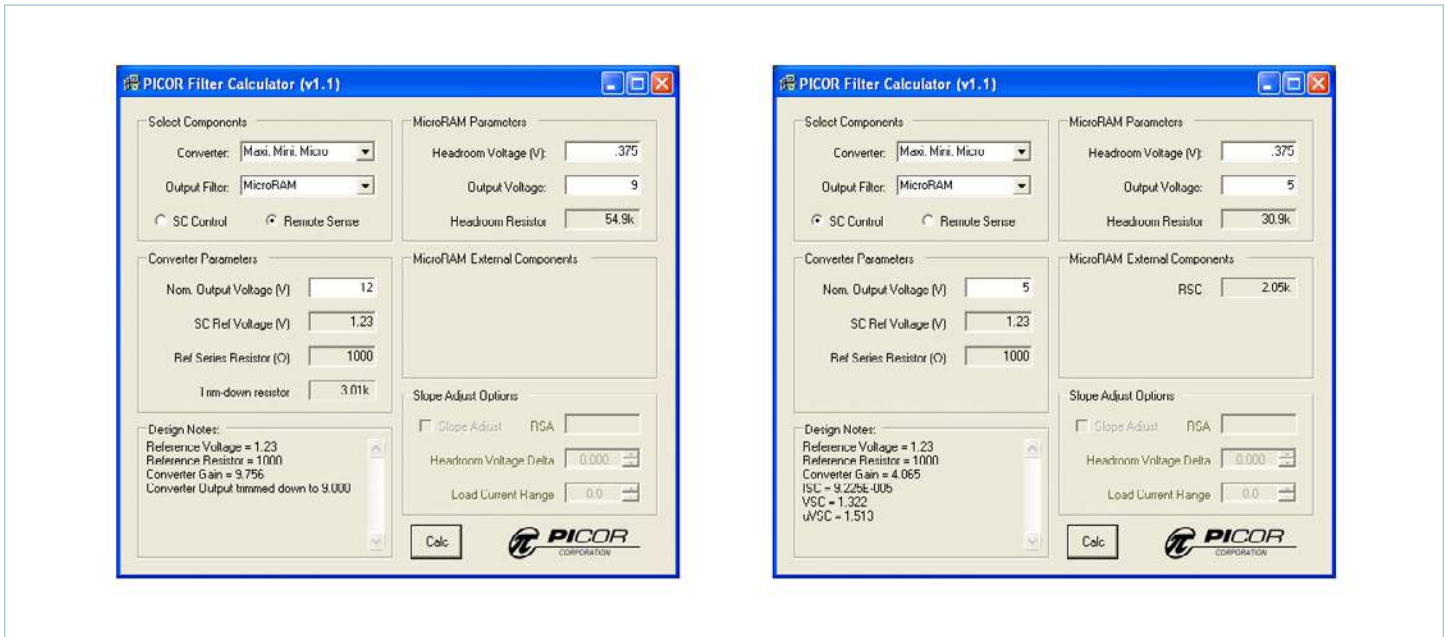 PICOR Filter Calculator (v1.1)
Select Components
Converter: Maxi, Mini, Micro
Output Filter: MicroRAM
SC Control Remote Sense
MicroRAM Parameters
Headroom Voltage (V): .375
Output Voltage: 9
Headroom Resistor 54.9k
Converter Parameters
Nom. Output Voltage (V) 12
SC Ref Voltage (V) 1.23
Ref Series Resistor (Ω) 1000
Trim-down resistor 3.01k
MicroRAM External Components
Design Notes:
Reference Voltage = 1.23
Reference Resistor = 1000
Converter Gain = 9.756
Converter Output trimmed down to 9.000
Slope Adjust Options
Slope Adjust RSA
Headroom Voltage Delta 0.000
Load Current Range 0.0
Calc
PICOR
CORPORATION
PICOR Filter Calculator (v1.1)
Select Components
Converter: Maxi, Mini, Micro
Output Filter: MicroRAM
SC Control Remote Sense
MicroRAM Parameters
Headroom Voltage (V): .375
Output Voltage: 5
Headroom Resistor 30.9k
Converter Parameters
Nom. Output Voltage (V) 5
SC Ref Voltage (V) 1.23
Ref Series Resistor (Ω) 1000
MicroRAM External Components
RSC 2.05k
Design Notes:
Reference Voltage = 1.23
Reference Resistor = 1000
Converter Gain = 4.065
ISC = 9.225E-005
VSC = 1.322
uVSC = 1.513
Slope Adjust Options
Slope Adjust RSA
Headroom Voltage Delta 0.000
Load Current Range 0.0
Calc
PICOR
CORPORATION